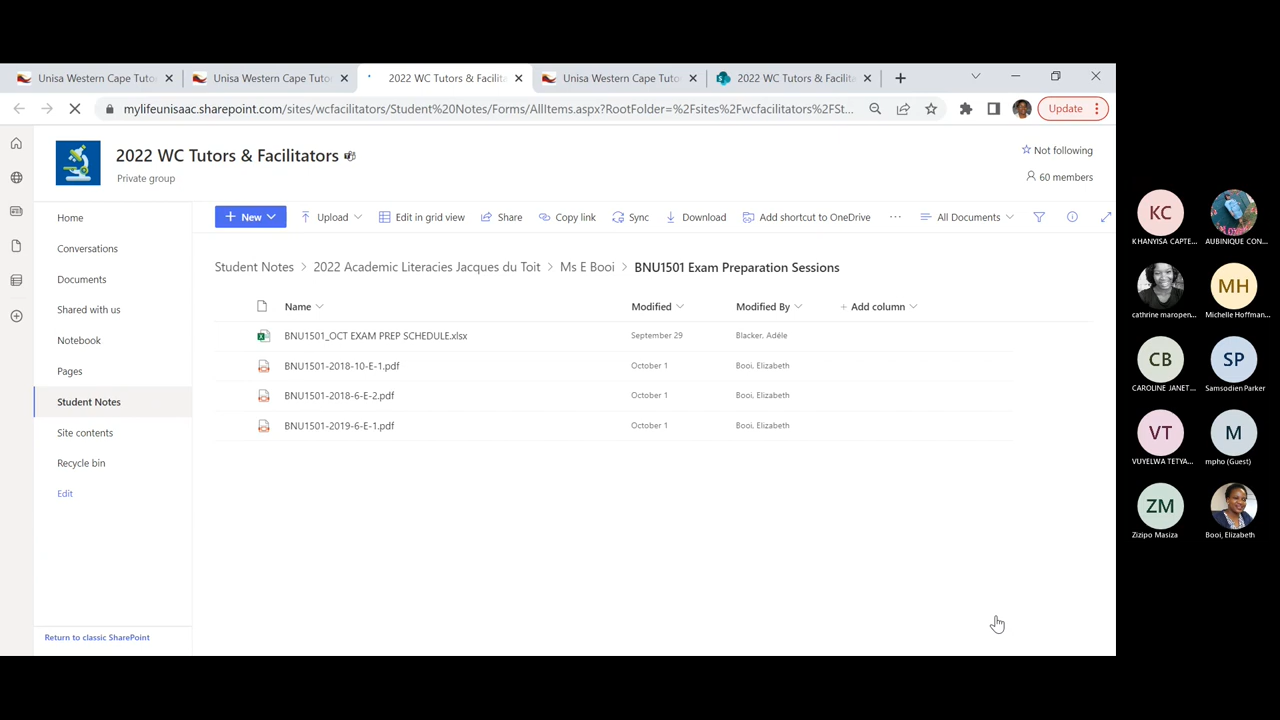 Unisa Western Cape Tuto
Unisa Western Cape Tuto
2022 WC Tutors & Facilita
Unisa Western Cape Tuto
2022 WC Tutors & Facilita
mylifeunisaac.sharepoint.com/sites/wcfacilitators/Student%20Notes/Forms/AllItems.aspx?RootFolder=%2Fsites%2Fwcfacilitators%2FSt...
Update
2022 WC Tutors & Facilitators
Private group
Not following
60 members
Home
Conversations
Documents
Shared with us
Notebook
Pages
Student Notes
Site contents
Recycle bin
Edit
Return to classic SharePoint
+ New
Upload
Edit in grid view
Share
Copy link
Sync
Download
Add shortcut to OneDrive
...
All Documents
Student Notes > 2022 Academic Literacies Jacques du Toit > Ms E Booi > BNU1501 Exam Preparation Sessions
Name Modified Modified By + Add column
BNU1501_OCT EXAM PREP SCHEDULE.xlsx September 29 Blacker, Adéle
BNU1501-2018-10-E-1.pdf October 1 Booi, Elizabeth
BNU1501-2018-6-E-2.pdf October 1 Booi, Elizabeth
BNU1501-2019-6-E-1.pdf October 1 Booi, Elizabeth
KC
KHANYISA CAPTE...
AUBINIQUE CON...
cathrine maropen...
MH
Michelle Hoffman...
CB
CAROLINE JANET...
SP
Samsodien Parker
VT
VUYELWA TETYA...
M
mpho (Guest)
ZM
Zizipo Masiza
Booi, Elizabeth